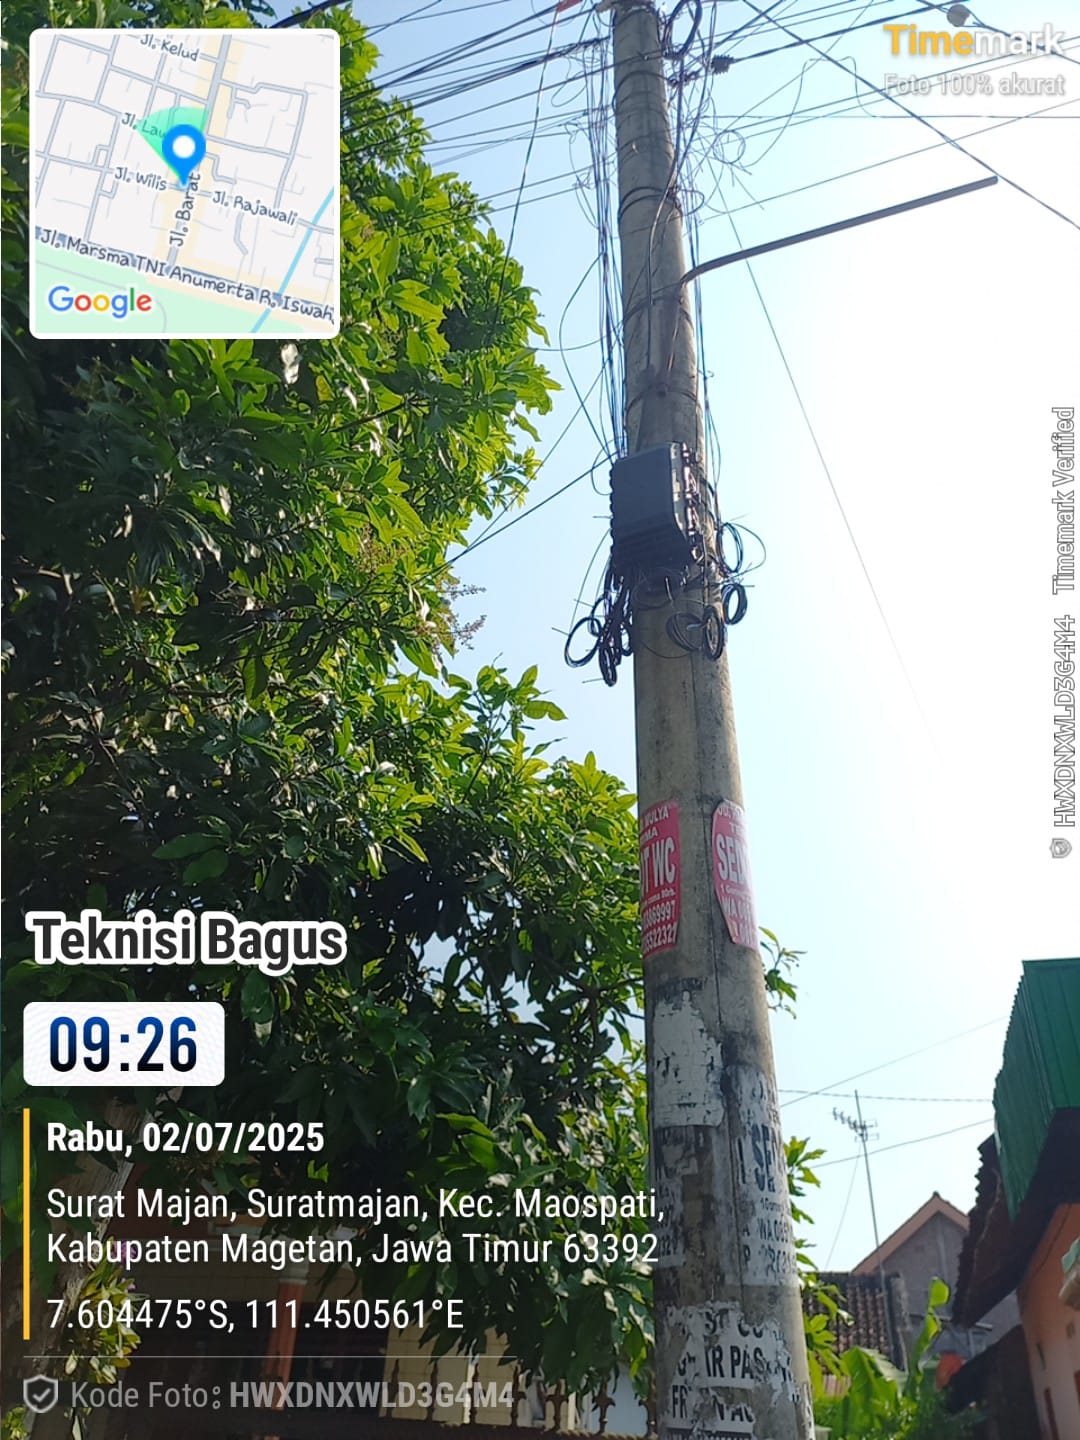 Timemark
Foto 100% akurat
Jl. Kelud
Jl. Wilis
Jl. Barat
Jl. Rajawali
Jl. Marsma TNI Anumerta R. Iswah
Google
HWXDNXWLD3G4M4 Timemark Verified
MULYA
WC
Teknisi Bagus
09:26
Rabu, 02/07/2025
Surat Majan, Suratmajan, Kec. Maospati,
Kabupaten Magetan, Jawa Timur 63392
7.604475°S, 111.450561°E
Kode Foto: HWXDNXWLD3G4M4